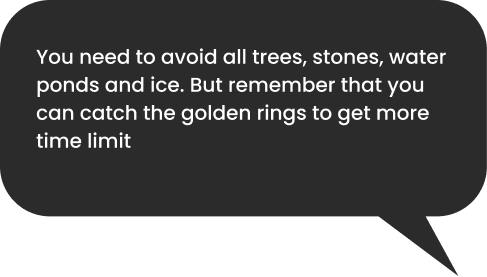 You need to avoid all trees, stones, water
ponds and ice. But remember that you
can catch the golden rings to get more
time limit